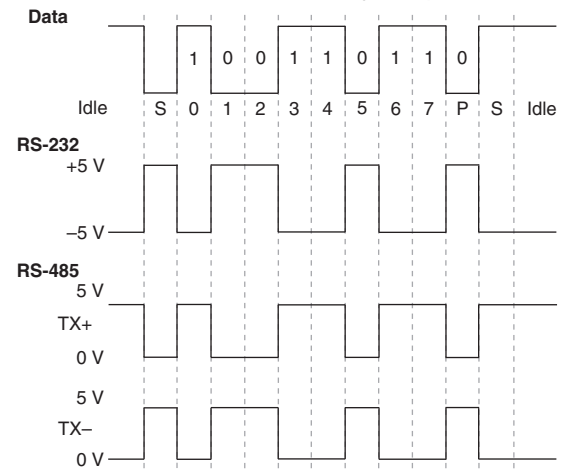 Data
1 0 0 1 1 0 1 1 0
Idle S 0 1 2 3 4 5 6 7 P S Idle
RS-232
+5 V
–5 V
RS-485
5 V
TX+
0 V
5 V
TX–
0 V